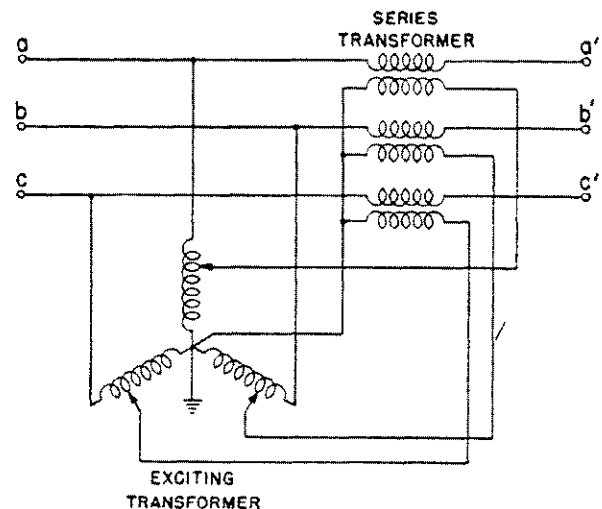 SERIES
TRANSFORMER
a
a'
b
b'
c
c'
EXCITING
TRANSFORMER